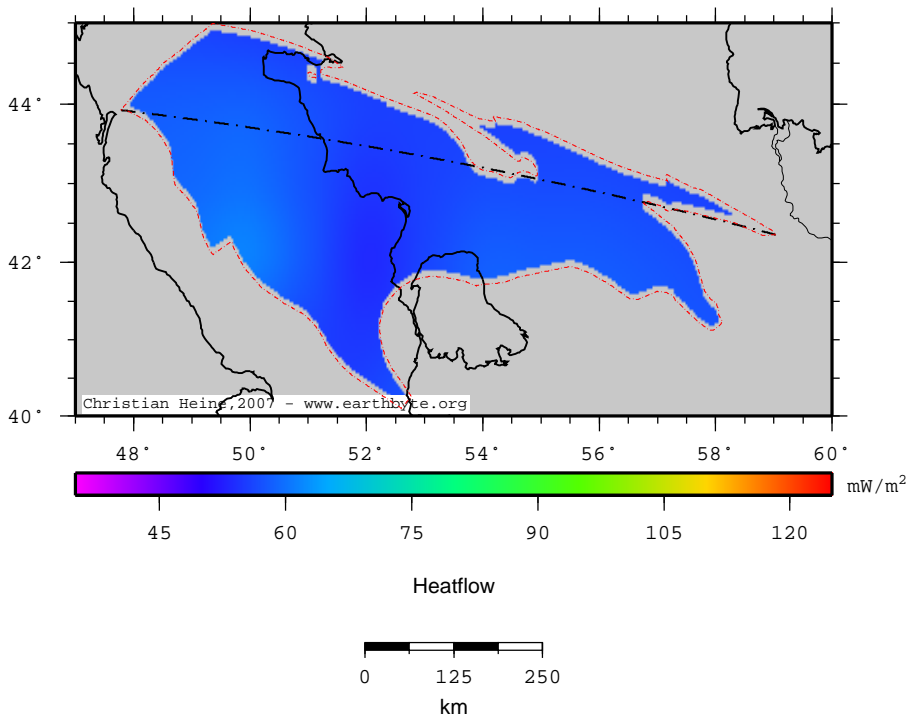 44°
42°
40°
Christian Heine,2007 - www.earthbyte.org
48° 50° 52° 54° 56° 58° 60°
mW/m²
45 60 75 90 105 120
Heatflow
0 125 250
km